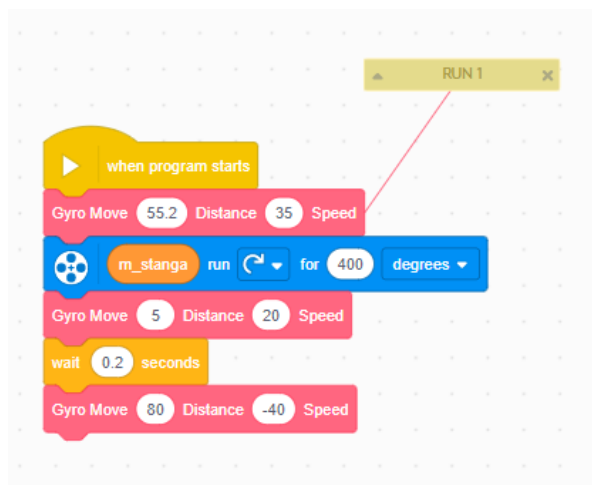 RUN 1
when program starts
Gyro Move 55.2 Distance 35 Speed
m_stanga run for 400 degrees
Gyro Move 5 Distance 20 Speed
wait 0.2 seconds
Gyro Move 80 Distance -40 Speed